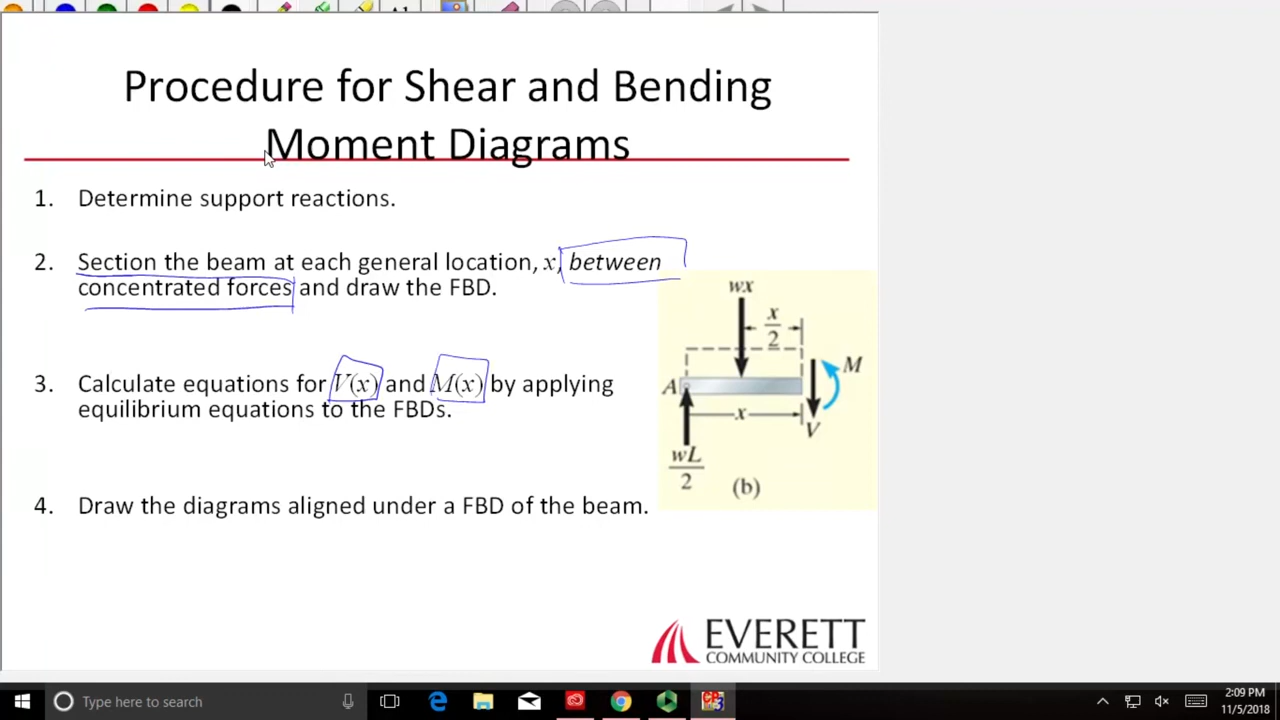 Procedure for Shear and Bending
Moment Diagrams
1. Determine support reactions.
2. Section the beam at each general location, x, between
concentrated forces and draw the FBD.
3. Calculate equations for V(x) and M(x) by applying
equilibrium equations to the FBDs.
4. Draw the diagrams aligned under a FBD of the beam.
wx
x
2
M
A
x
V
wL
2
(b)
EVERETT
COMMUNITY COLLEGE
Type here to search
2:09 PM
11/5/2018